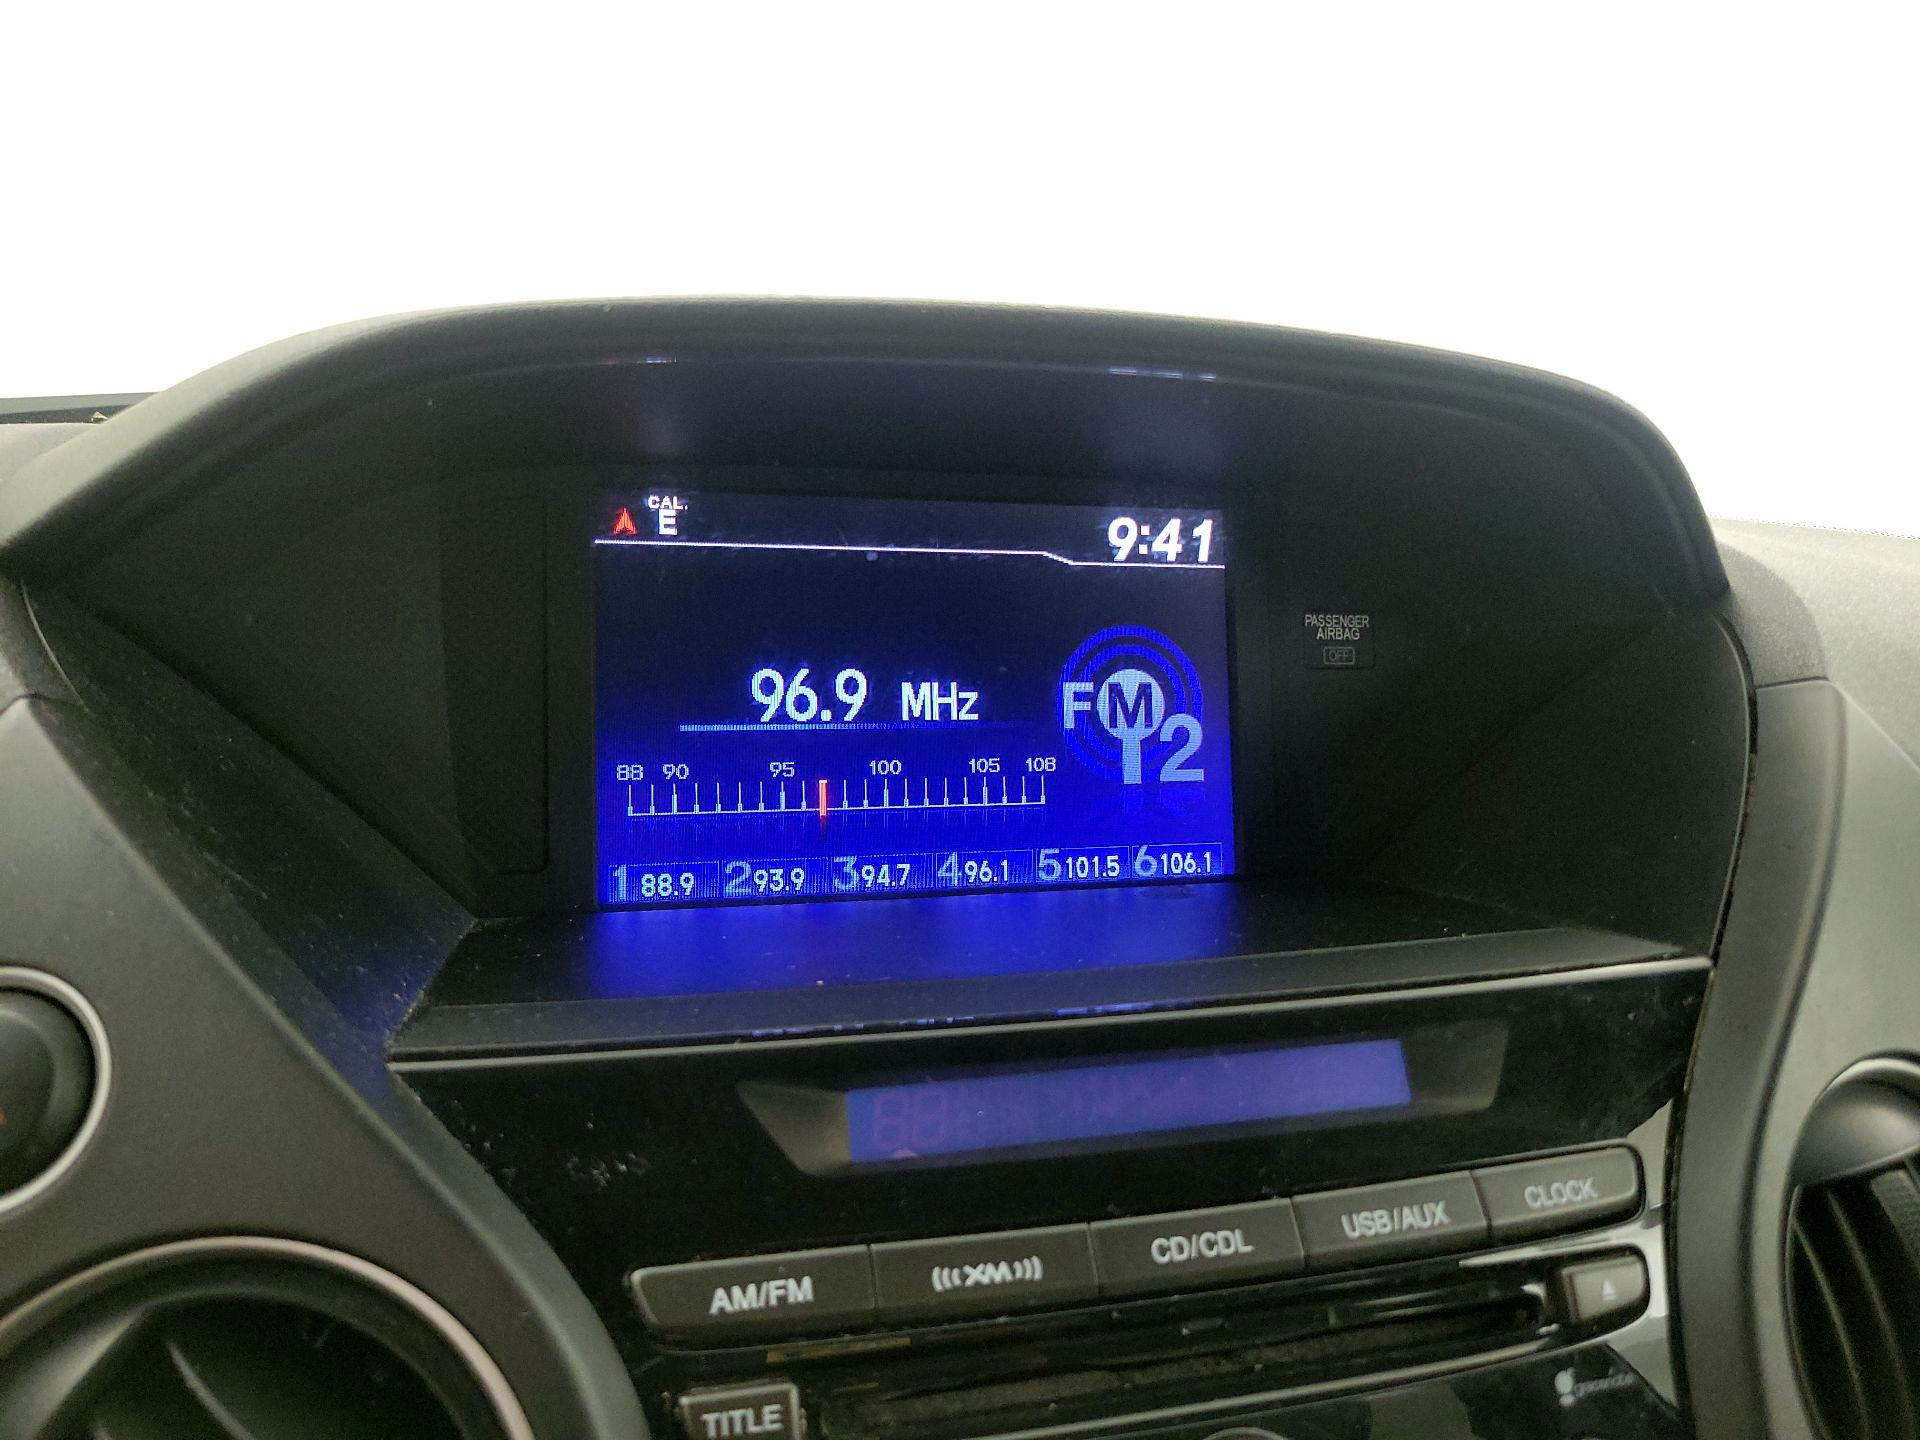 CAL.
E
9:41
PASSENGER
AIRBAG
OFF
96.9 MHz
FM
2
88 90 95 100 105 108
1 88.9 2 93.9 3 94.7 4 96.1 5 101.5 6 106.1
AM/FM (((XM))) CD/CDL USB/AUX CLOCK
TITLE